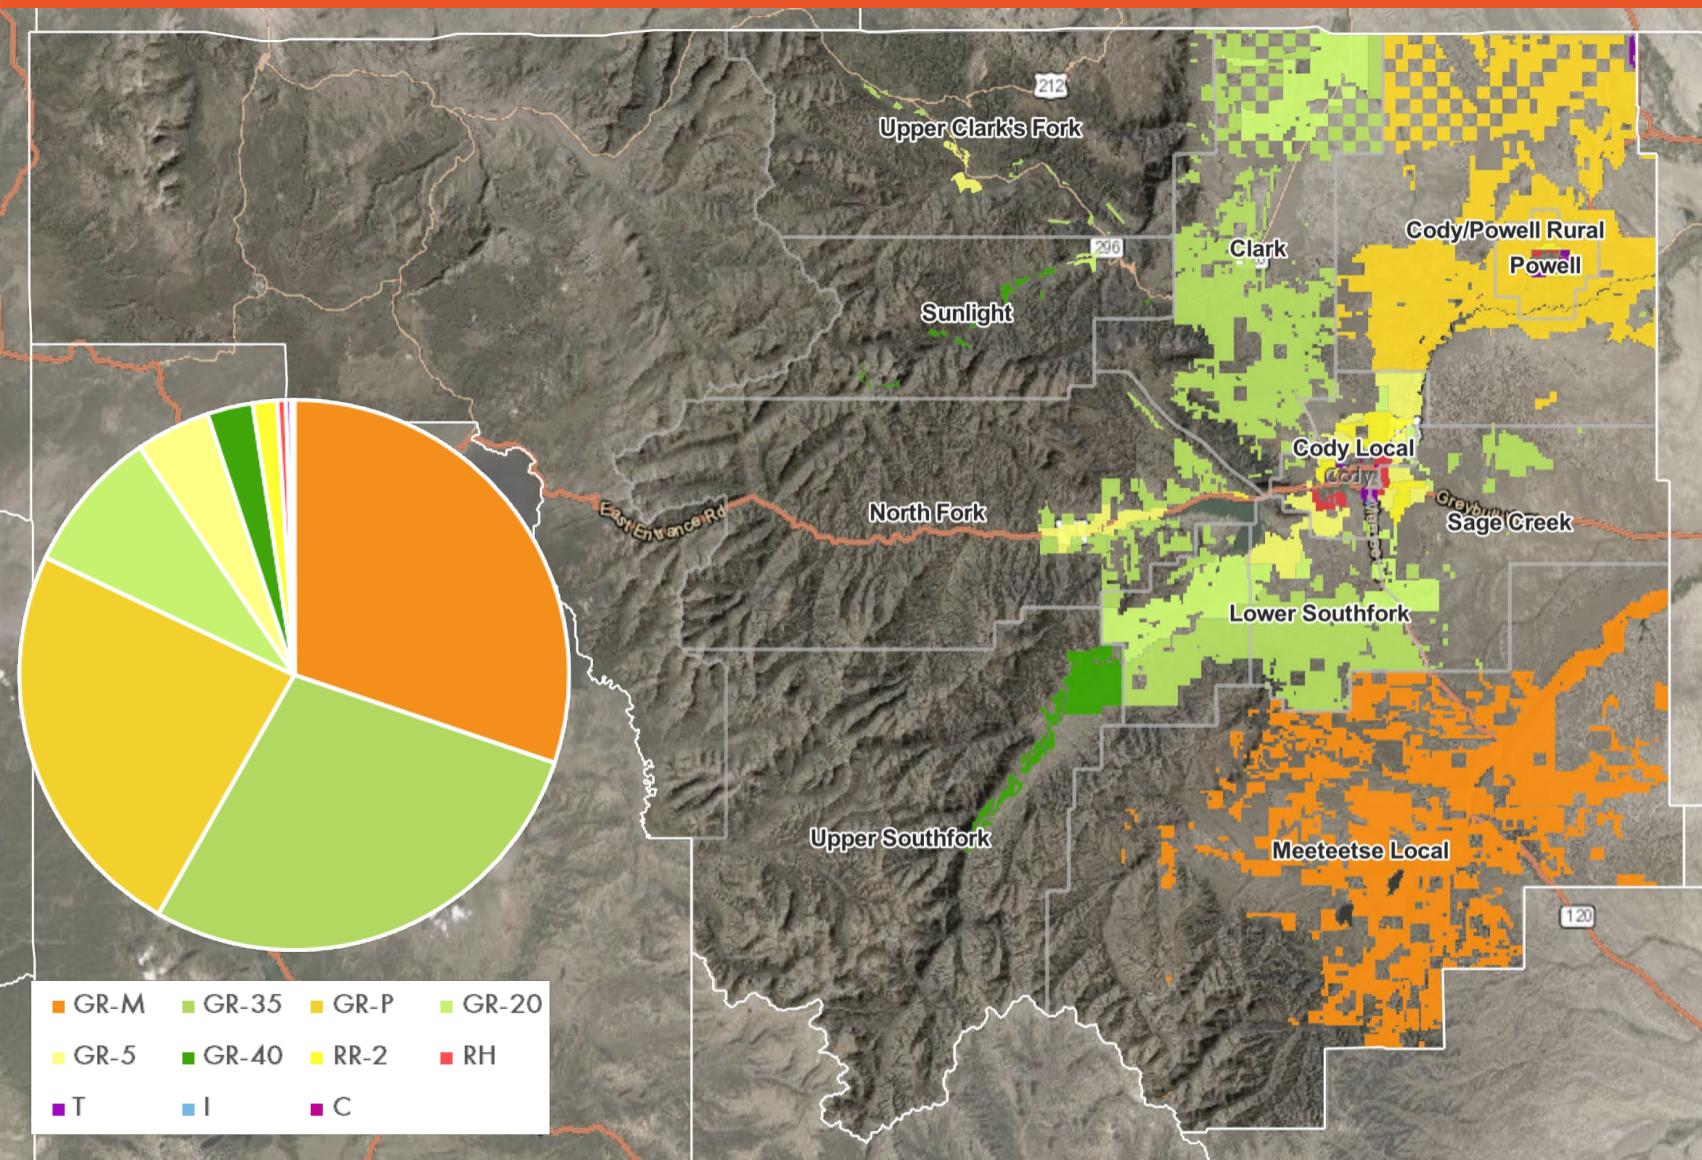 212
Upper Clark's Fork
Cody/Powell Rural
296
Clark
Powell
Sunlight
Cody Local
Cody
North Fork
East Entrance Rd
Sage Creek
Lower Southfork
Upper Southfork
Meeteetse Local
120
GR-M GR-35 GR-P GR-20
GR-5 GR-40 RR-2 RH
T I C